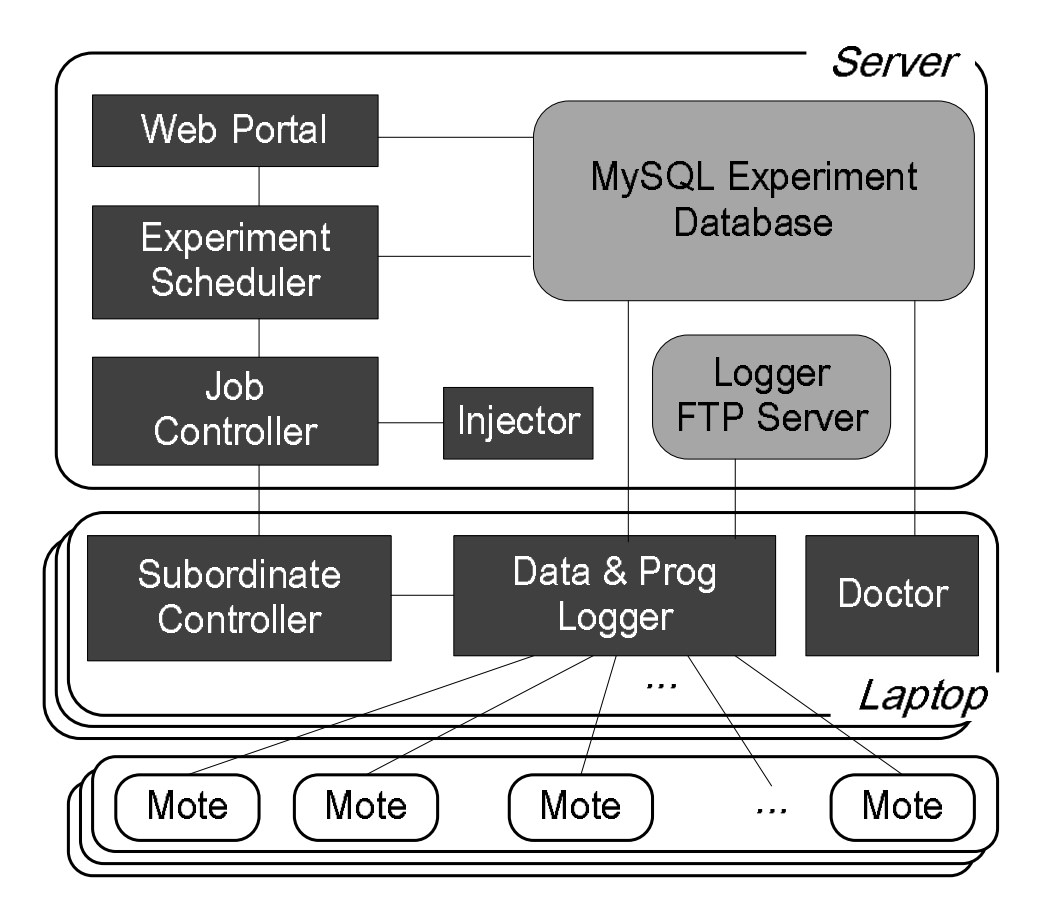 Server
Web Portal
MySQL Experiment
Database
Experiment
Scheduler
Logger
FTP Server
Job
Controller
Injector
Subordinate
Controller
Data & Prog
Logger
Doctor
...
Laptop
Mote
Mote
Mote
...
Mote